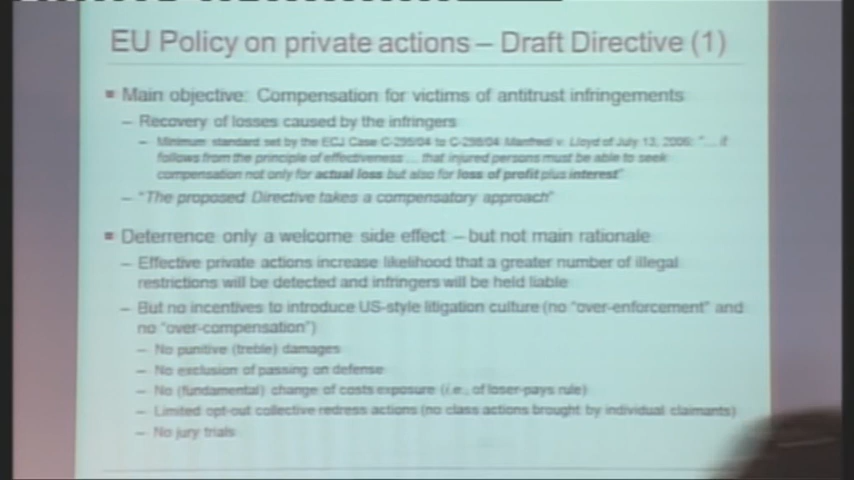 EU Policy on private actions – Draft Directive (1)
Main objective: Compensation for victims of antitrust infringements
– Recovery of losses caused by the infringers
– Minimum standard set by the ECJ Case C-295/04 to C-298/04 Manfredi v. Lloyd of July 13, 2006: "… it
follows from the principle of effectiveness … that injured persons must be able to seek
compensation not only for actual loss but also for loss of profit plus interest"
– "The proposed Directive takes a compensatory approach"
Deterrence only a welcome side effect – but not main rationale
– Effective private actions increase likelihood that a greater number of illegal
restrictions will be detected and infringers will be held liable
– But no incentives to introduce US-style litigation culture (no "over-enforcement" and
no "over-compensation")
– No punitive (treble) damages
– No exclusion of passing on defense
– No (fundamental) change of costs exposure (i.e., of loser-pays rule)
– Limited opt-out collective redress actions (no class actions brought by individual claimants)
– No jury trials